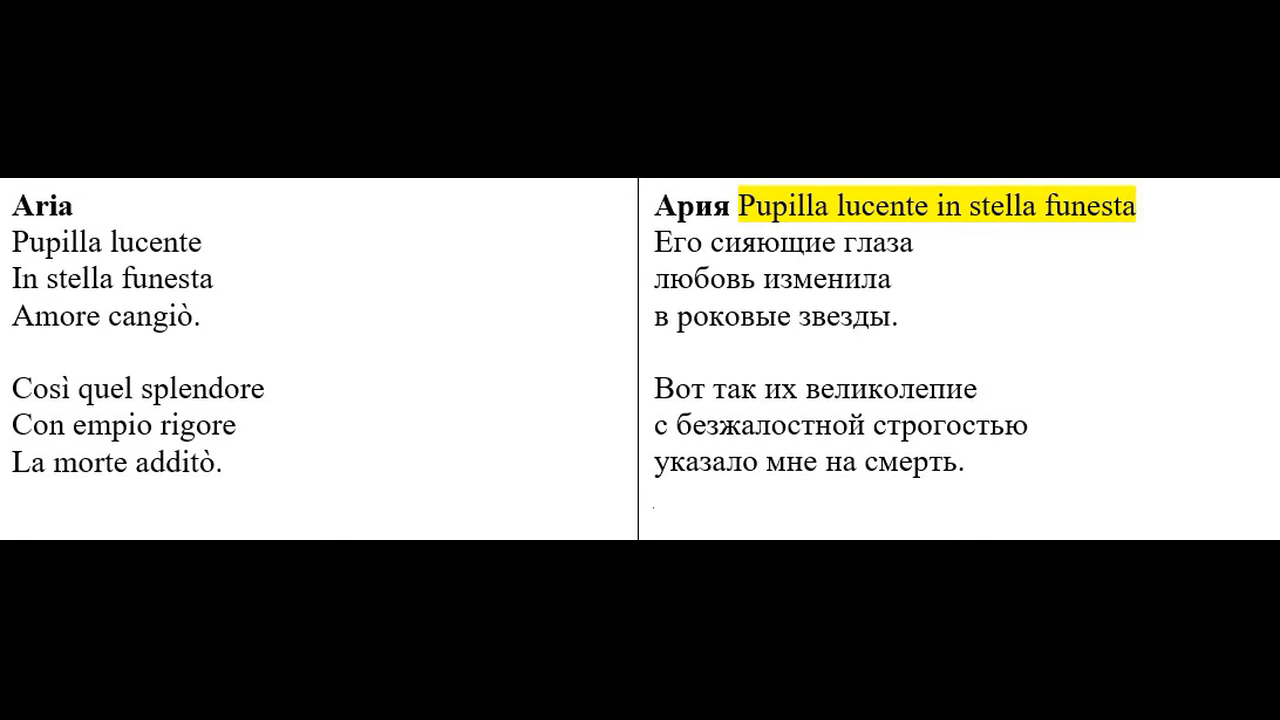 Aria
Pupilla lucente
In stella funesta
Amore cangiò.
Così quel splendore
Con empio rigore
La morte additò.
Ария Pupilla lucente in stella funesta
Его сияющие глаза
любовь изменила
в роковые звезды.
Вот так их великолепие
с безжалостной строгостью
указало мне на смерть.